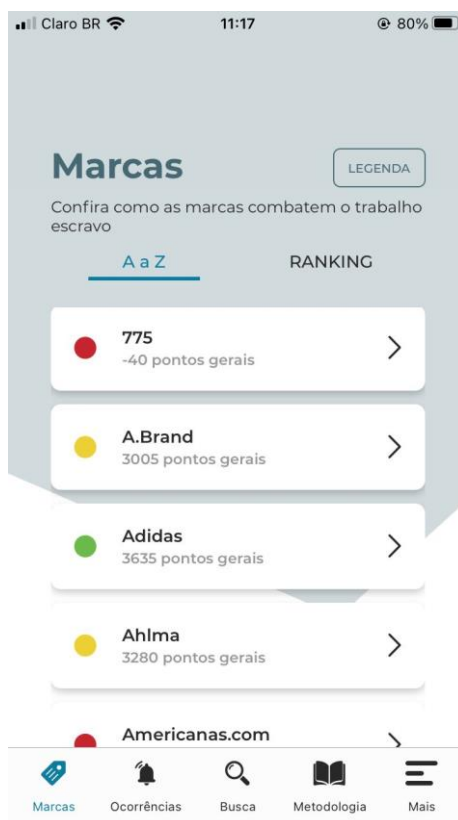 Claro BR 11:17 80%
Marcas
LEGENDA
Confira como as marcas combatem o trabalho
escravo
A a Z RANKING
775
-40 pontos gerais
A.Brand
3005 pontos gerais
Adidas
3635 pontos gerais
Ahlma
3280 pontos gerais
Americanas.com
Marcas Ocorrências Busca Metodologia Mais